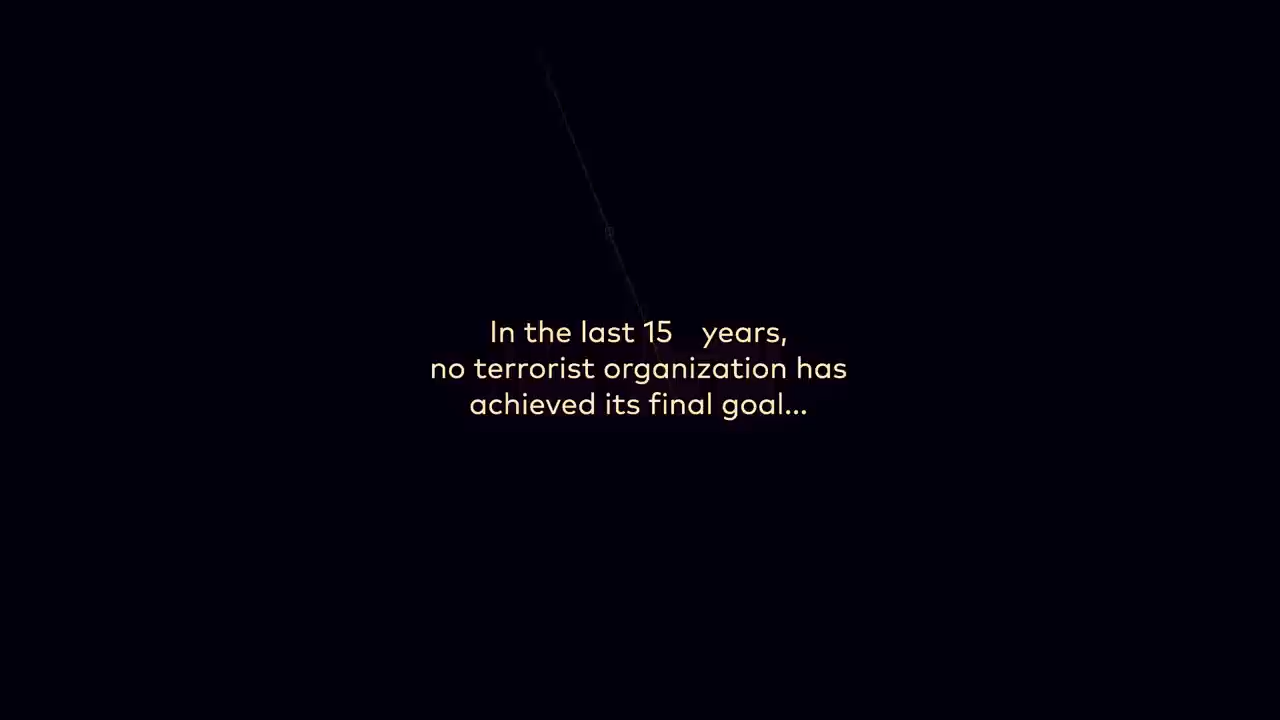 In the last 15 years,
no terrorist organization has
achieved its final goal...